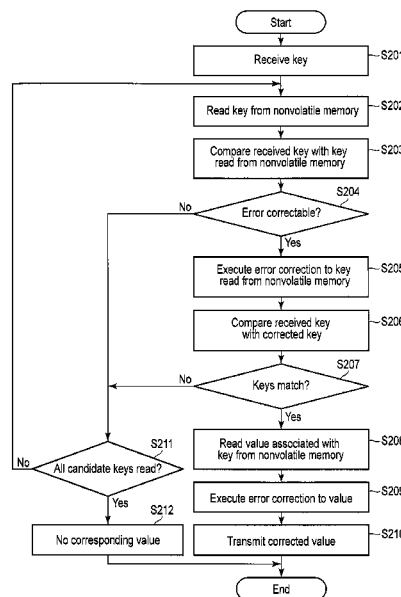 Start
Receive key
S201
Read key from nonvolatile memory
S202
Compare received key with key
read from nonvolatile memory
S203
S204
No
Error correctable?
Yes
Execute error correction to key
read from nonvolatile memory
S205
Compare received key
with corrected key
S206
S207
No
Keys match?
Yes
Read value associated with
key from nonvolatile memory
S208
S211
No
All candidate keys read?
Yes
Execute error correction to value
S209
S212
No corresponding value
Transmit corrected value
S210
End